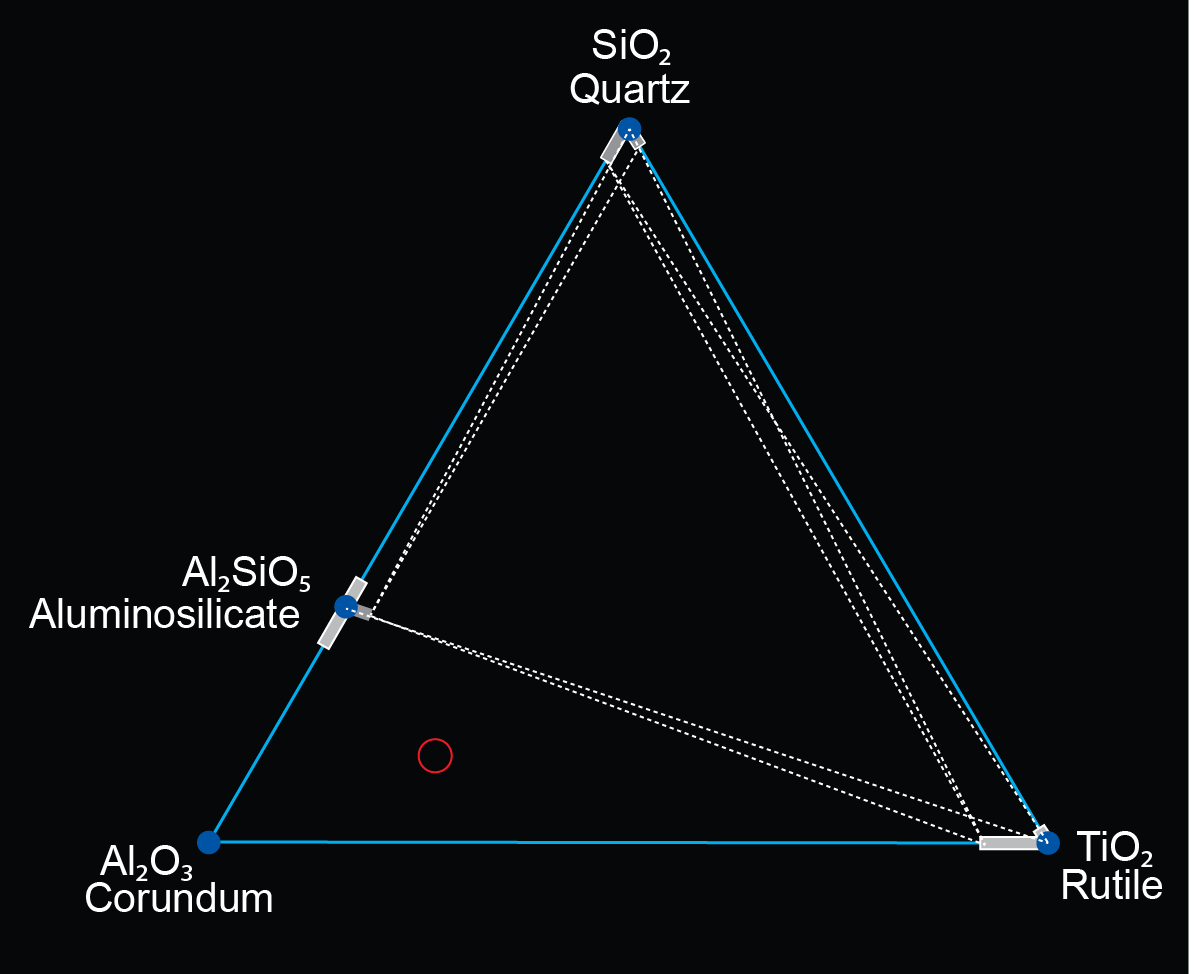 SiO₂
Quartz
Al₂SiO₅
Aluminosilicate
Al₂O₃
Corundum
TiO₂
Rutile